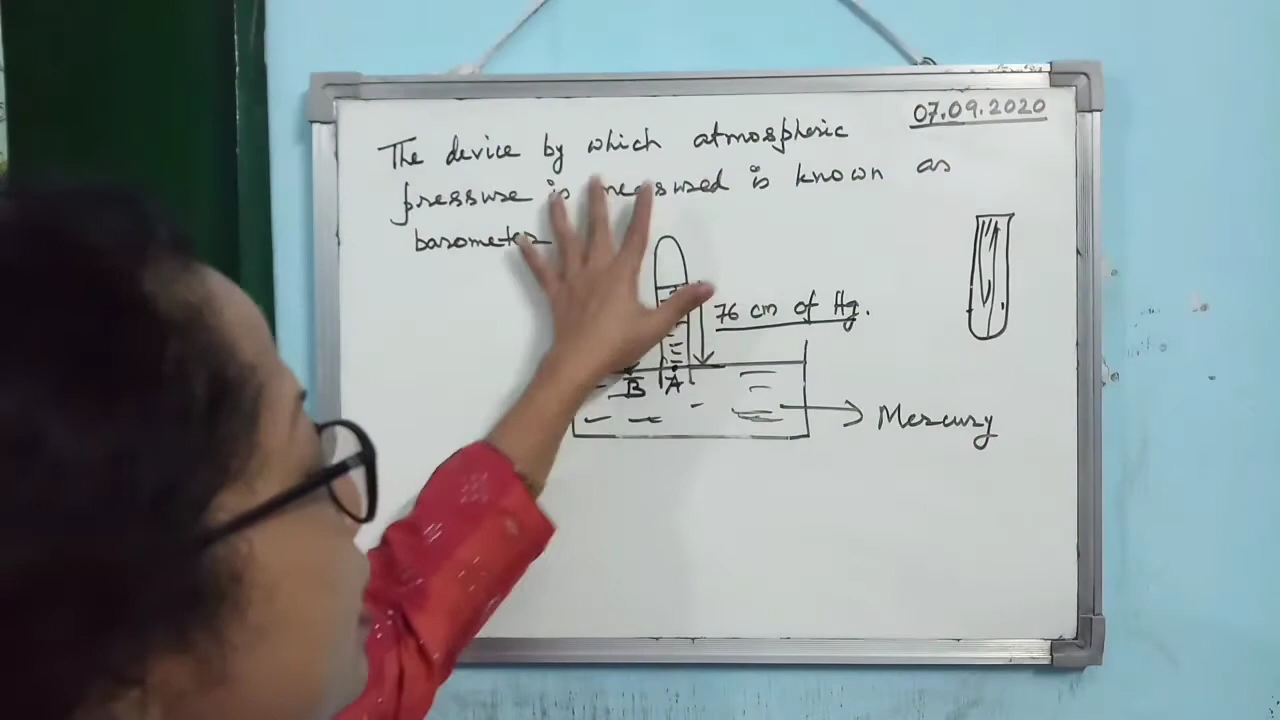 07.09.2020
The device by which atmospheric
pressure is measured is known as
barometer
76 cm of Hg.
B A
Mercury